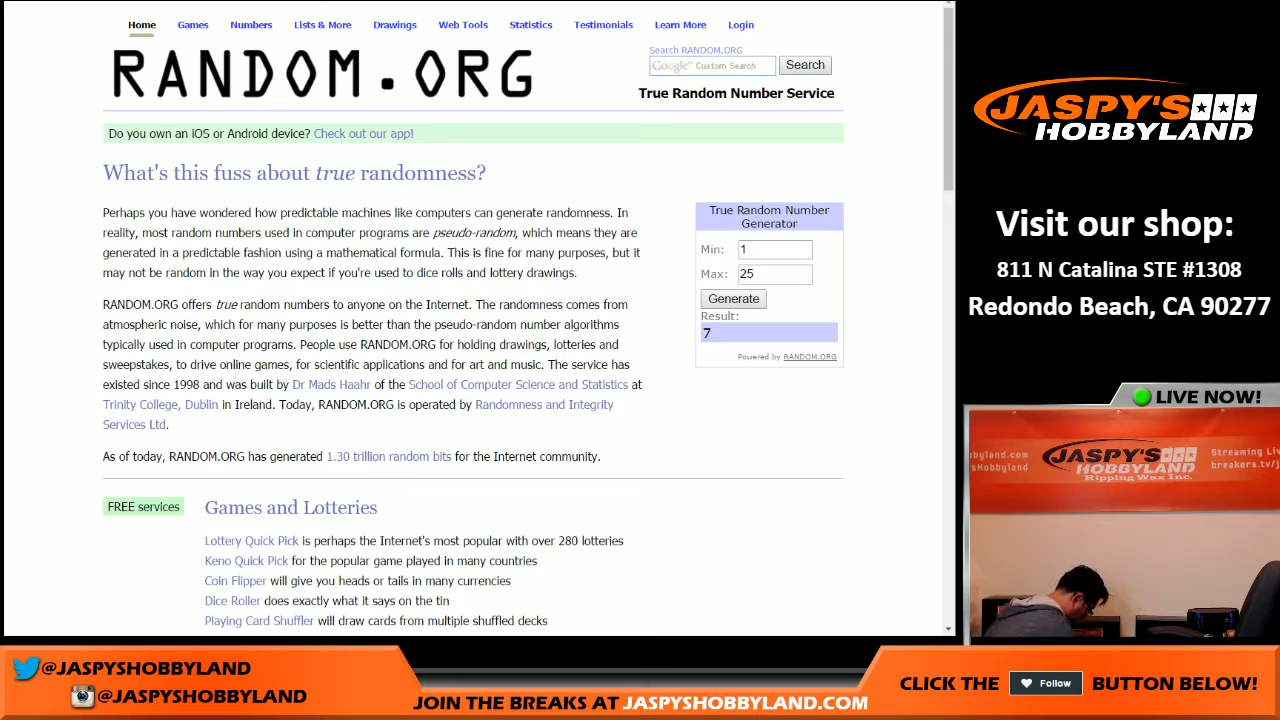 Home Games Numbers Lists & More Drawings Web Tools Statistics Testimonials Learn More Login
RANDOM.ORG
Search RANDOM.ORG
Google™ Custom Search Search
True Random Number Service
Do you own an iOS or Android device? Check out our app!
What's this fuss about true randomness?
Perhaps you have wondered how predictable machines like computers can generate randomness. In
reality, most random numbers used in computer programs are pseudo-random, which means they are
generated in a predictable fashion using a mathematical formula. This is fine for many purposes, but it
may not be random in the way you expect if you're used to dice rolls and lottery drawings.
RANDOM.ORG offers true random numbers to anyone on the Internet. The randomness comes from
atmospheric noise, which for many purposes is better than the pseudo-random number algorithms
typically used in computer programs. People use RANDOM.ORG for holding drawings, lotteries and
sweepstakes, to drive online games, for scientific applications and for art and music. The service has
existed since 1998 and was built by Dr Mads Haahr of the School of Computer Science and Statistics at
Trinity College, Dublin in Ireland. Today, RANDOM.ORG is operated by Randomness and Integrity
Services Ltd.
As of today, RANDOM.ORG has generated 1.30 trillion random bits for the Internet community.
True Random Number
Generator
Min: 1
Max: 25
Generate
Result:
7
Powered by RANDOM.ORG
FREE services
Games and Lotteries
Lottery Quick Pick is perhaps the Internet's most popular with over 280 lotteries
Keno Quick Pick for the popular game played in many countries
Coin Flipper will give you heads or tails in many currencies
Dice Roller does exactly what it says on the tin
Playing Card Shuffler will draw cards from multiple shuffled decks
JASPY'S
HOBBYLAND
Visit our shop:
811 N Catalina STE #1308
Redondo Beach, CA 90277
LIVE NOW!
JASPY'S
HOBBYLAND
Ripping Wax Inc.
Streaming Live
breakers.tv/j
@JASPYSHOBBYLAND
@JASPYSHOBBYLAND
JOIN THE BREAKS AT JASPYSHOBBYLAND.COM
CLICK THE Follow BUTTON BELOW!